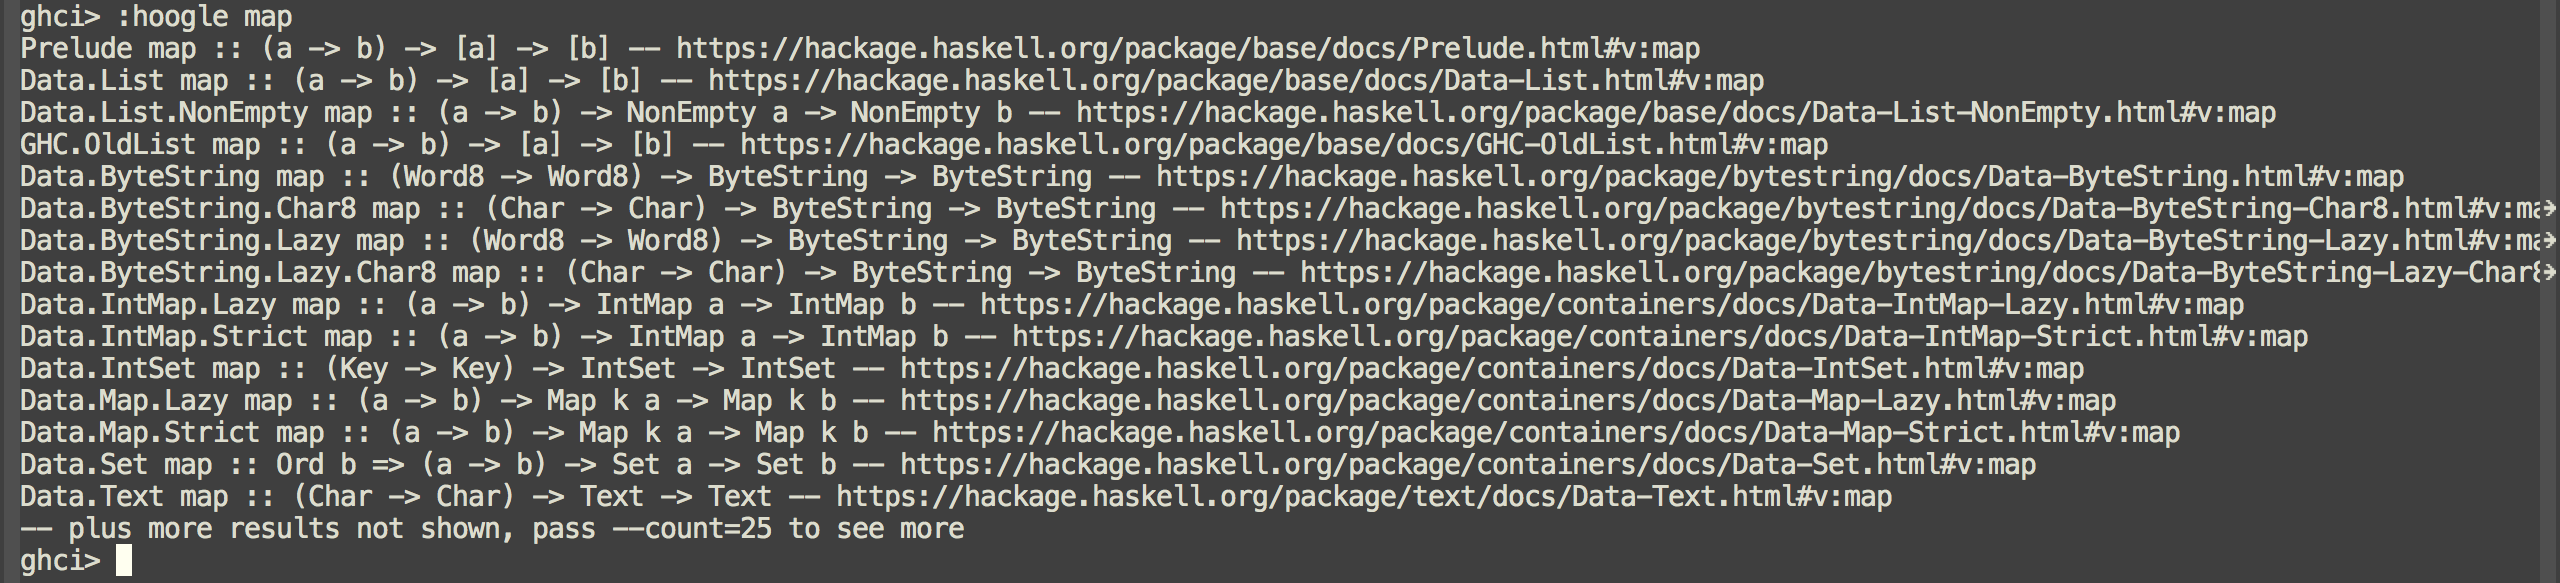 ghci> :hoogle map
Prelude map :: (a -> b) -> [a] -> [b] -- https://hackage.haskell.org/package/base/docs/Prelude.html#v:map
Data.List map :: (a -> b) -> [a] -> [b] -- https://hackage.haskell.org/package/base/docs/Data-List.html#v:map
Data.List.NonEmpty map :: (a -> b) -> NonEmpty a -> NonEmpty b -- https://hackage.haskell.org/package/base/docs/Data-List-NonEmpty.html#v:map
GHC.OldList map :: (a -> b) -> [a] -> [b] -- https://hackage.haskell.org/package/base/docs/GHC-OldList.html#v:map
Data.ByteString map :: (Word8 -> Word8) -> ByteString -> ByteString -- https://hackage.haskell.org/package/bytestring/docs/Data-ByteString.html#v:map
Data.ByteString.Char8 map :: (Char -> Char) -> ByteString -> ByteString -- https://hackage.haskell.org/package/bytestring/docs/Data-ByteString-Char8.html#v:ma
Data.ByteString.Lazy map :: (Word8 -> Word8) -> ByteString -> ByteString -- https://hackage.haskell.org/package/bytestring/docs/Data-ByteString-Lazy.html#v:ma
Data.ByteString.Lazy.Char8 map :: (Char -> Char) -> ByteString -> ByteString -- https://hackage.haskell.org/package/bytestring/docs/Data-ByteString-Lazy-Char8
Data.IntMap.Lazy map :: (a -> b) -> IntMap a -> IntMap b -- https://hackage.haskell.org/package/containers/docs/Data-IntMap-Lazy.html#v:map
Data.IntMap.Strict map :: (a -> b) -> IntMap a -> IntMap b -- https://hackage.haskell.org/package/containers/docs/Data-IntMap-Strict.html#v:map
Data.IntSet map :: (Key -> Key) -> IntSet -> IntSet -- https://hackage.haskell.org/package/containers/docs/Data-IntSet.html#v:map
Data.Map.Lazy map :: (a -> b) -> Map k a -> Map k b -- https://hackage.haskell.org/package/containers/docs/Data-Map-Lazy.html#v:map
Data.Map.Strict map :: (a -> b) -> Map k a -> Map k b -- https://hackage.haskell.org/package/containers/docs/Data-Map-Strict.html#v:map
Data.Set map :: Ord b => (a -> b) -> Set a -> Set b -- https://hackage.haskell.org/package/containers/docs/Data-Set.html#v:map
Data.Text map :: (Char -> Char) -> Text -> Text -- https://hackage.haskell.org/package/text/docs/Data-Text.html#v:map
-- plus more results not shown, pass --count=25 to see more
ghci>